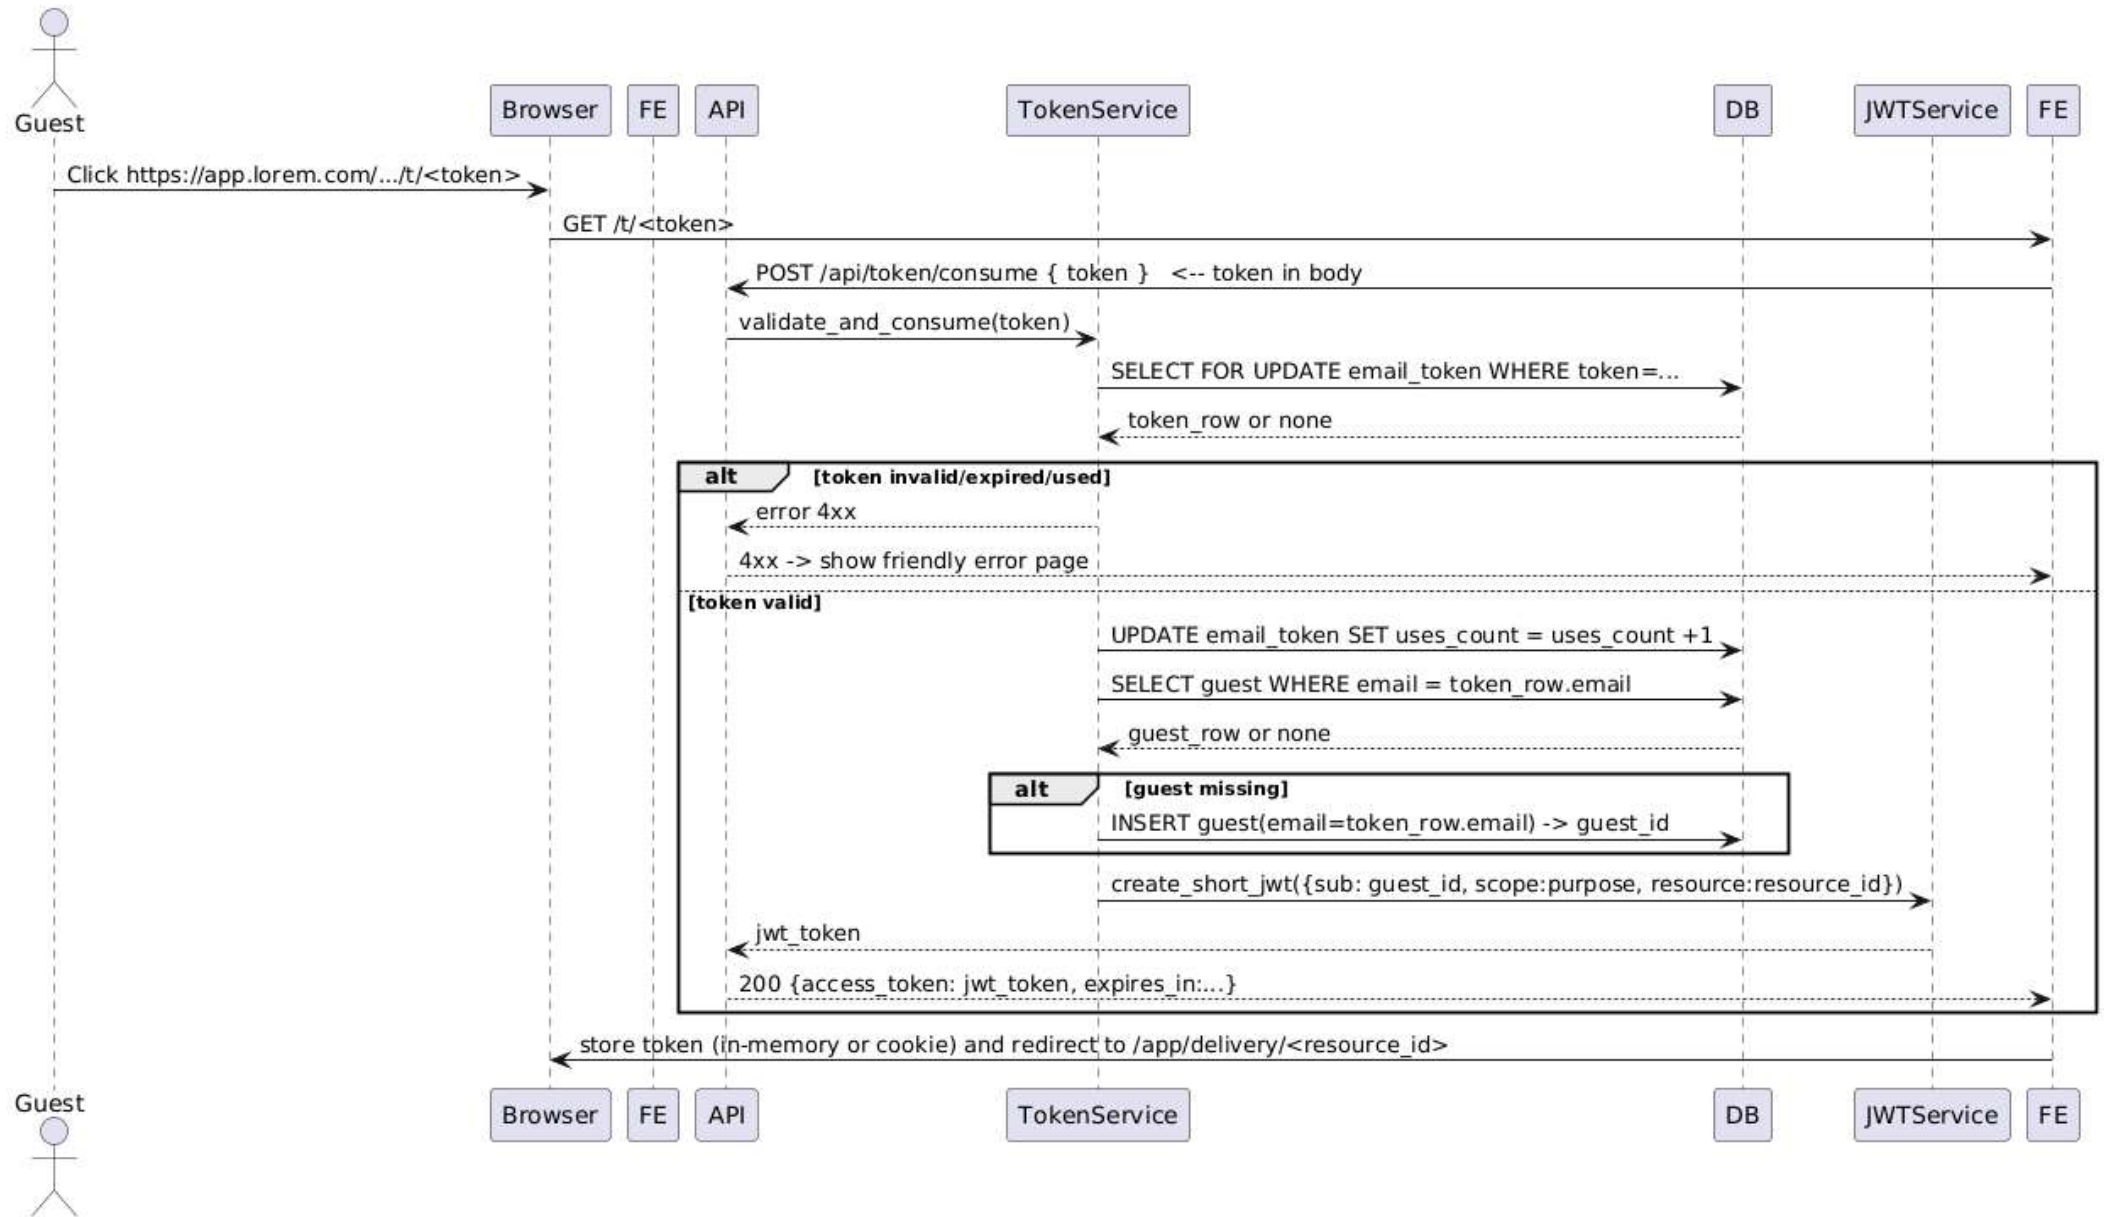 Guest
Browser
FE
API
TokenService
DB
JWTService
FE
Click https://app.lorem.com/.../t/<token>
GET /t/<token>
POST /api/token/consume { token }   <-- token in body
validate_and_consume(token)
SELECT FOR UPDATE email_token WHERE token=...
token_row or none
alt [token invalid/expired/used]
error 4xx
4xx -> show friendly error page
[token valid]
UPDATE email_token SET uses_count = uses_count +1
SELECT guest WHERE email = token_row.email
guest_row or none
alt [guest missing]
INSERT guest(email=token_row.email) -> guest_id
create_short_jwt({sub: guest_id, scope:purpose, resource:resource_id})
jwt_token
200 {access_token: jwt_token, expires_in:...}
store token (in-memory or cookie) and redirect to /app/delivery/<resource_id>
Guest
Browser
FE
API
TokenService
DB
JWTService
FE